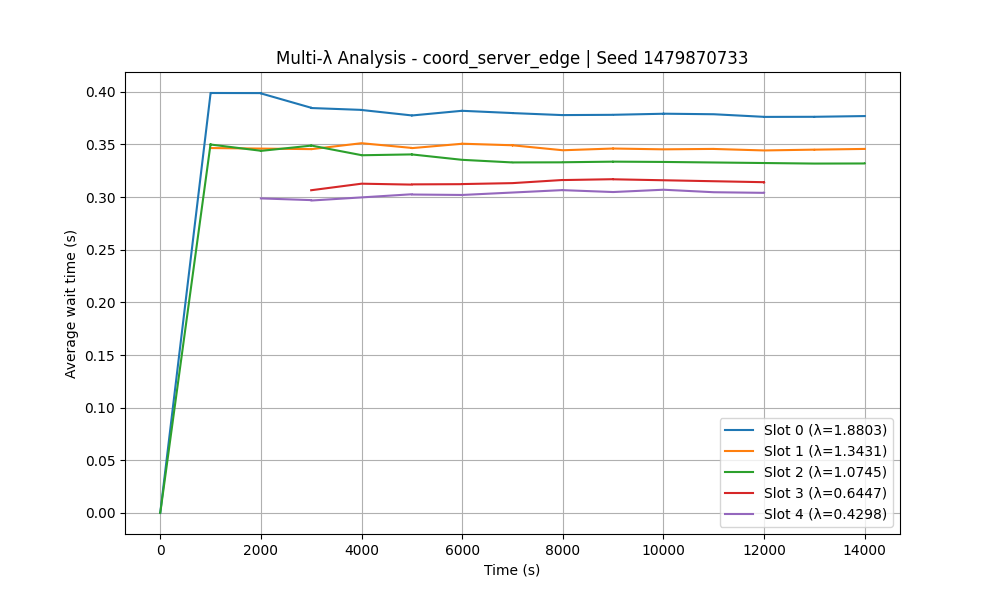 Multi-λ Analysis - coord_server_edge | Seed 1479870733
Average wait time (s)
0.40
0.35
0.30
0.25
0.20
0.15
0.10
0.05
0.00
Slot 0 (λ=1.8803)
Slot 1 (λ=1.3431)
Slot 2 (λ=1.0745)
Slot 3 (λ=0.6447)
Slot 4 (λ=0.4298)
0 2000 4000 6000 8000 10000 12000 14000
Time (s)